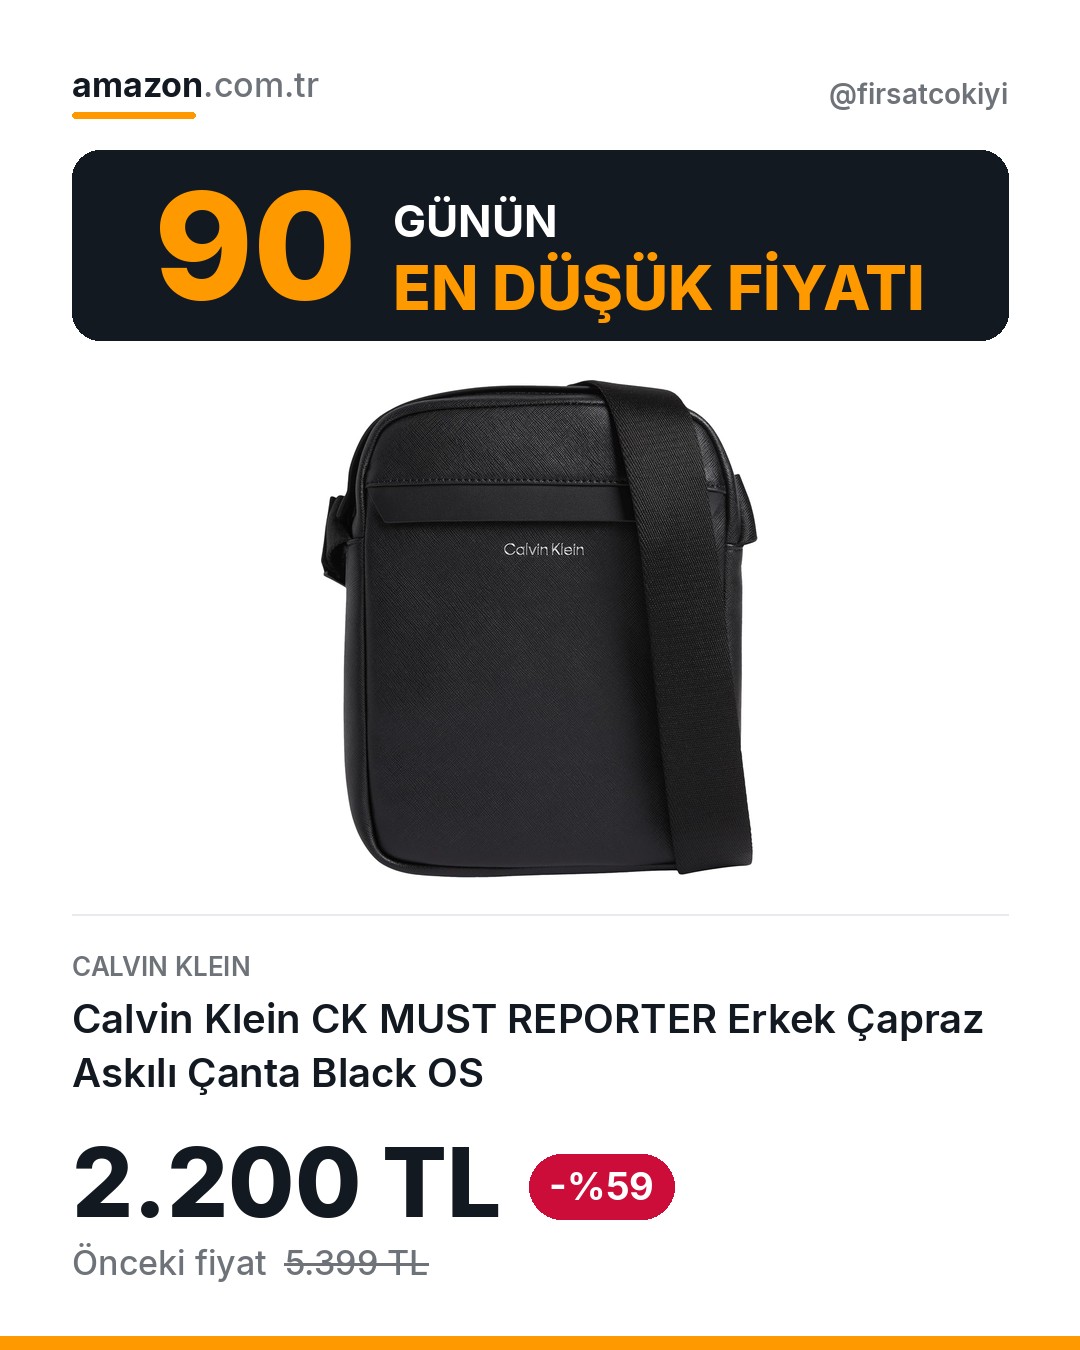 amazon.com.tr
@firsatcokiyi
90 GÜNÜN
EN DÜŞÜK FİYATI
Calvin Klein
CALVIN KLEIN
Calvin Klein CK MUST REPORTER Erkek Çapraz
Askılı Çanta Black OS
2.200 TL -%59
Önceki fiyat 5.399 TL